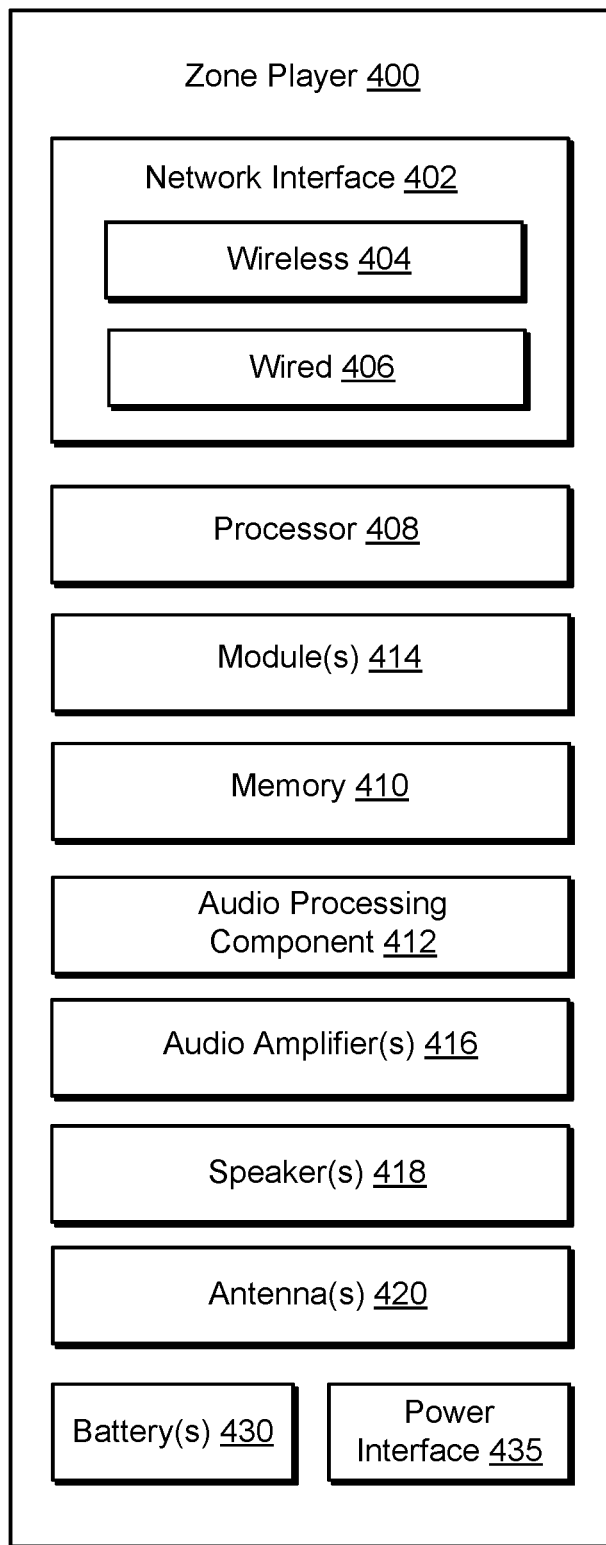 Zone Player 400
Network Interface 402
Wireless 404
Wired 406
Processor 408
Module(s) 414
Memory 410
Audio Processing
Component 412
Audio Amplifier(s) 416
Speaker(s) 418
Antenna(s) 420
Battery(s) 430
Power
Interface 435